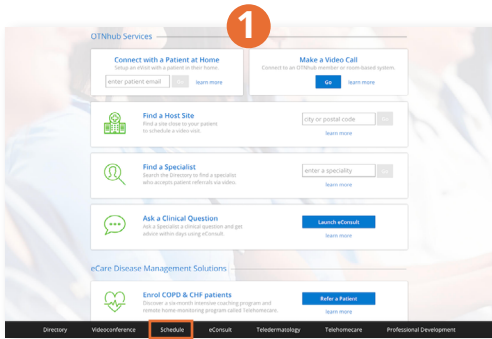 1
OTNhub Services
Connect with a Patient at Home
Setup an eVisit with a patient in their home.
enter patient email
Go
learn more
Make a Video Call
Connect to an OTNhub member or room-based system.
Go
learn more
Find a Host Site
Find a site close to your patient
to schedule a video visit.
city or postal code
Go
learn more
Find a Specialist
Search the Directory to find a specialist
who accepts patient referrals via video.
enter a speciality
learn more
Ask a Clinical Question
Ask a Specialist a clinical question and get
advice within days using eConsult.
Launch eConsult
learn more
eCare Disease Management Solutions
Enrol COPD & CHF patients
Discover a six-month intensive coaching program and
remote home monitoring program called Telehomecare.
Refer a Patient
learn more
Directory
Videoconference
Schedule
eConsult
Teledermatology
Telehomecare
Professional Development